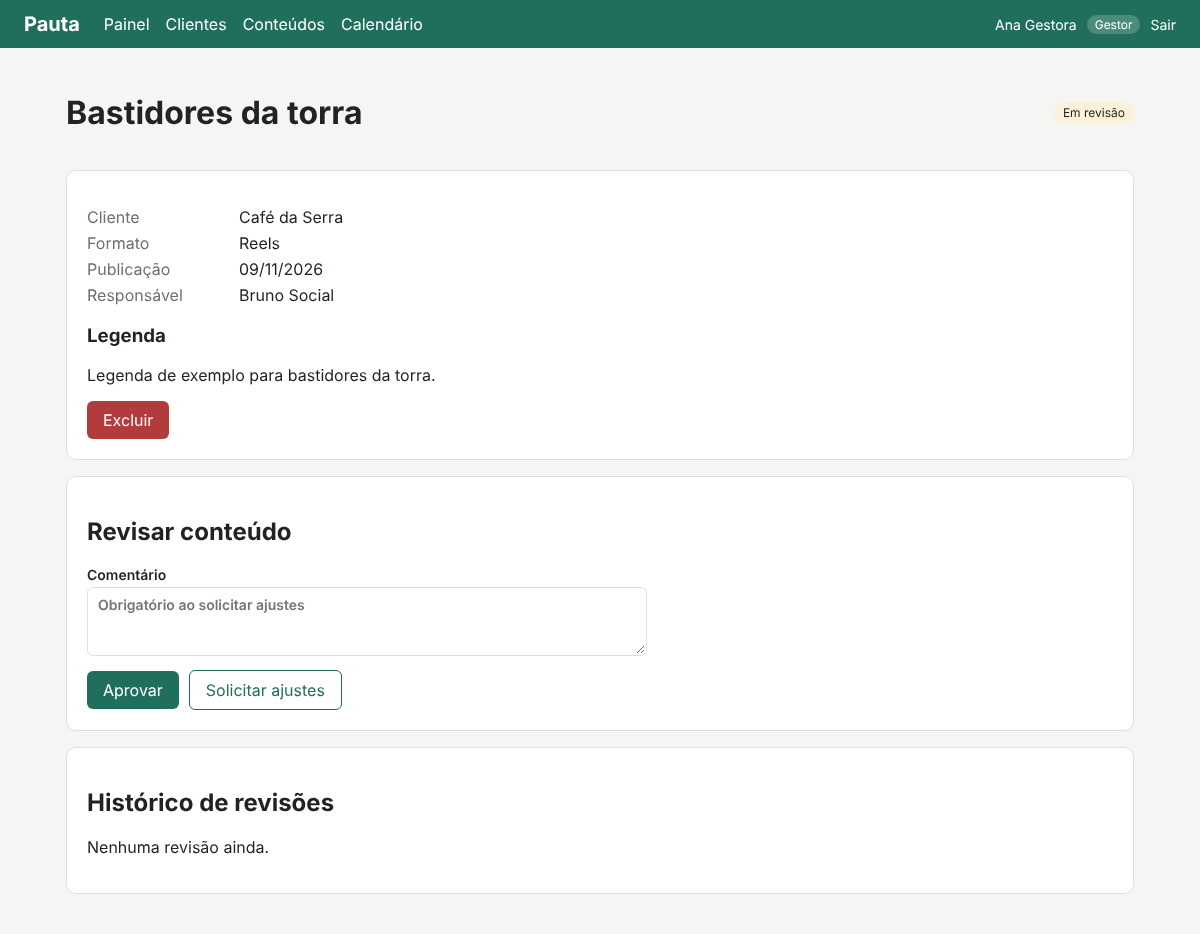 Pauta Painel Clientes Conteúdos Calendário Ana Gestora Gestor Sair
Bastidores da torra Em revisão
Cliente Café da Serra
Formato Reels
Publicação 09/11/2026
Responsável Bruno Social
Legenda
Legenda de exemplo para bastidores da torra.
Excluir
Revisar conteúdo
Comentário
Obrigatório ao solicitar ajustes
Aprovar Solicitar ajustes
Histórico de revisões
Nenhuma revisão ainda.